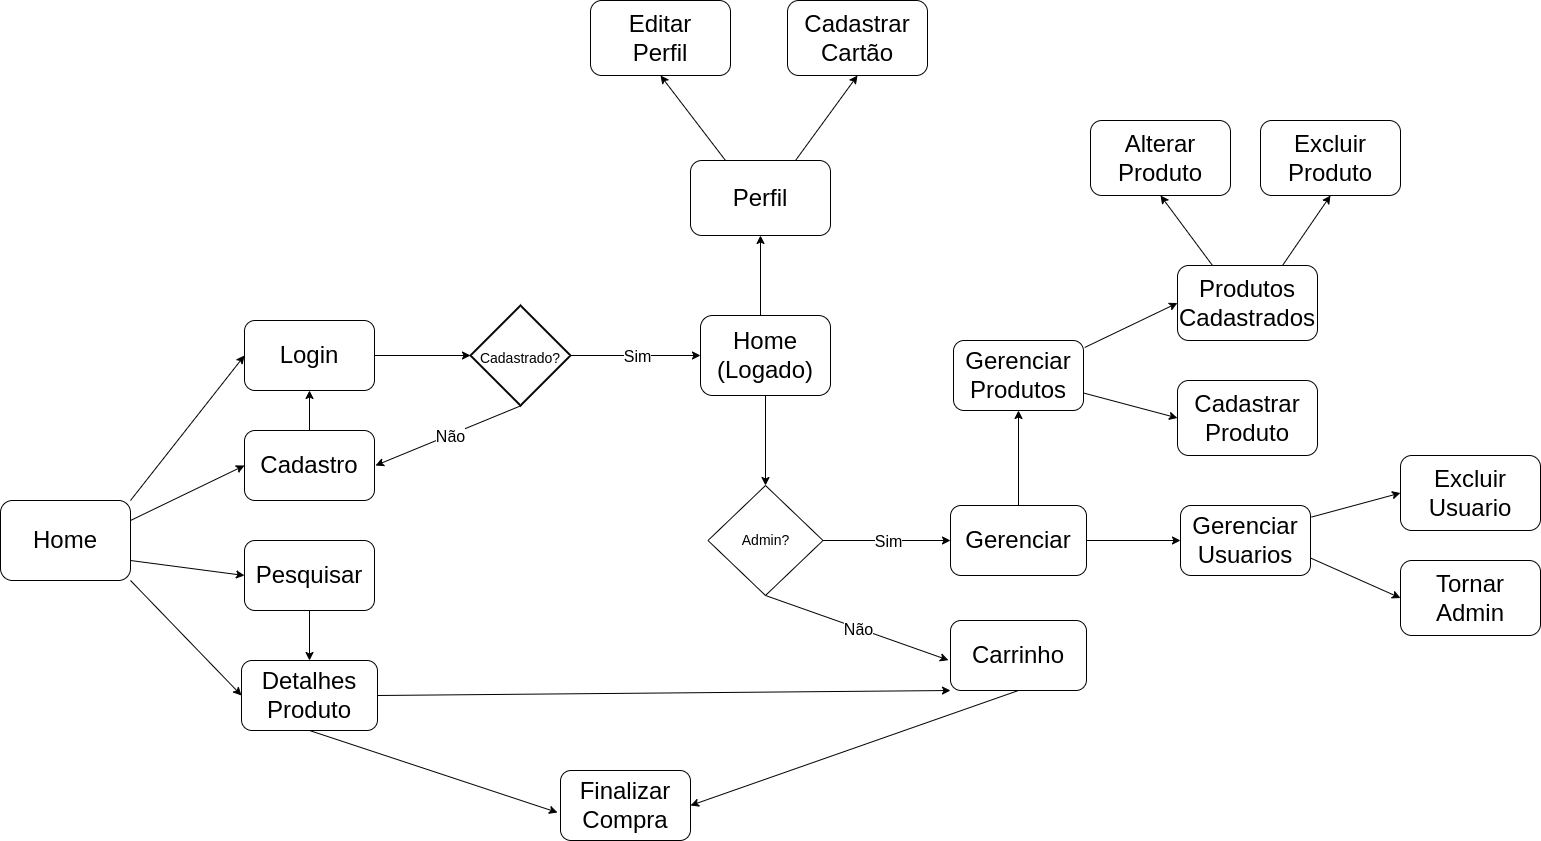 Editar
Perfil
Cadastrar
Cartão
Alterar
Produto
Excluir
Produto
Perfil
Produtos
Cadastrados
Login
Cadastrado?
Sim
Home
(Logado)
Gerenciar
Produtos
Cadastrar
Produto
Não
Cadastro
Excluir
Usuario
Home
Pesquisar
Admin?
Sim
Gerenciar
Gerenciar
Usuarios
Tornar
Admin
Não
Carrinho
Detalhes
Produto
Finalizar
Compra